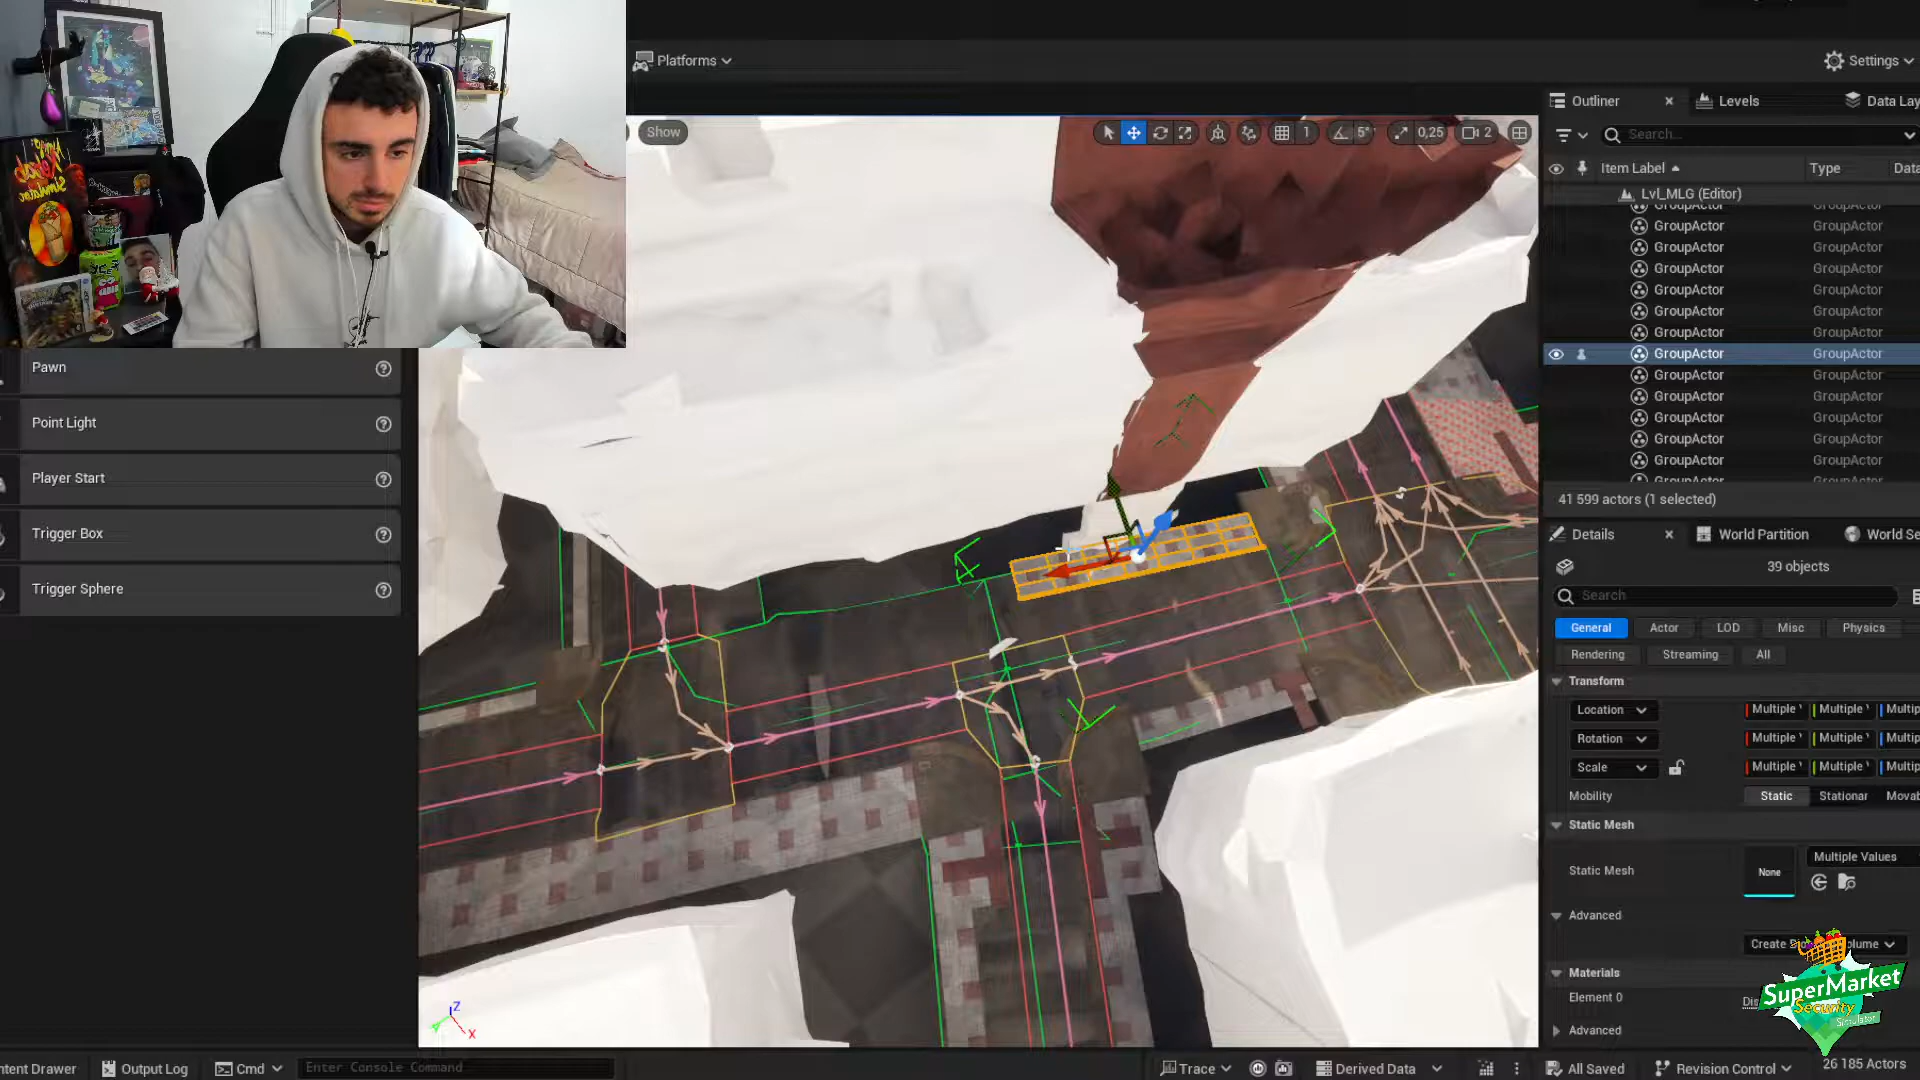 Platforms
Settings
Show
1
5°
0,25
2
Outliner
Levels
Data Lay
Search...
Item Label
Type
Data
Lvl_MLG (Editor)
GroupActor GroupActor
GroupActor GroupActor
GroupActor GroupActor
GroupActor GroupActor
GroupActor GroupActor
GroupActor GroupActor
GroupActor GroupActor
GroupActor GroupActor
GroupActor GroupActor
GroupActor GroupActor
GroupActor GroupActor
GroupActor GroupActor
GroupActor GroupActor
41 599 actors (1 selected)
Details
World Partition
World Se
39 objects
Search
General
Actor
LOD
Misc
Physics
Rendering
Streaming
All
Transform
Location Multiple Multiple Multip
Rotation Multiple Multiple Multip
Scale Multiple Multiple Multip
Mobility Static Stationar Movab
Static Mesh
Static Mesh
None
Multiple Values
Advanced
Materials
Element 0
Advanced
Pawn
Point Light
Player Start
Trigger Box
Trigger Sphere
Z
X
SuperMarket
Security
Simulator
ntent Drawer
Output Log
Cmd
Enter Console Command
Trace
Derived Data
All Saved
Revision Control
26 185 Actors